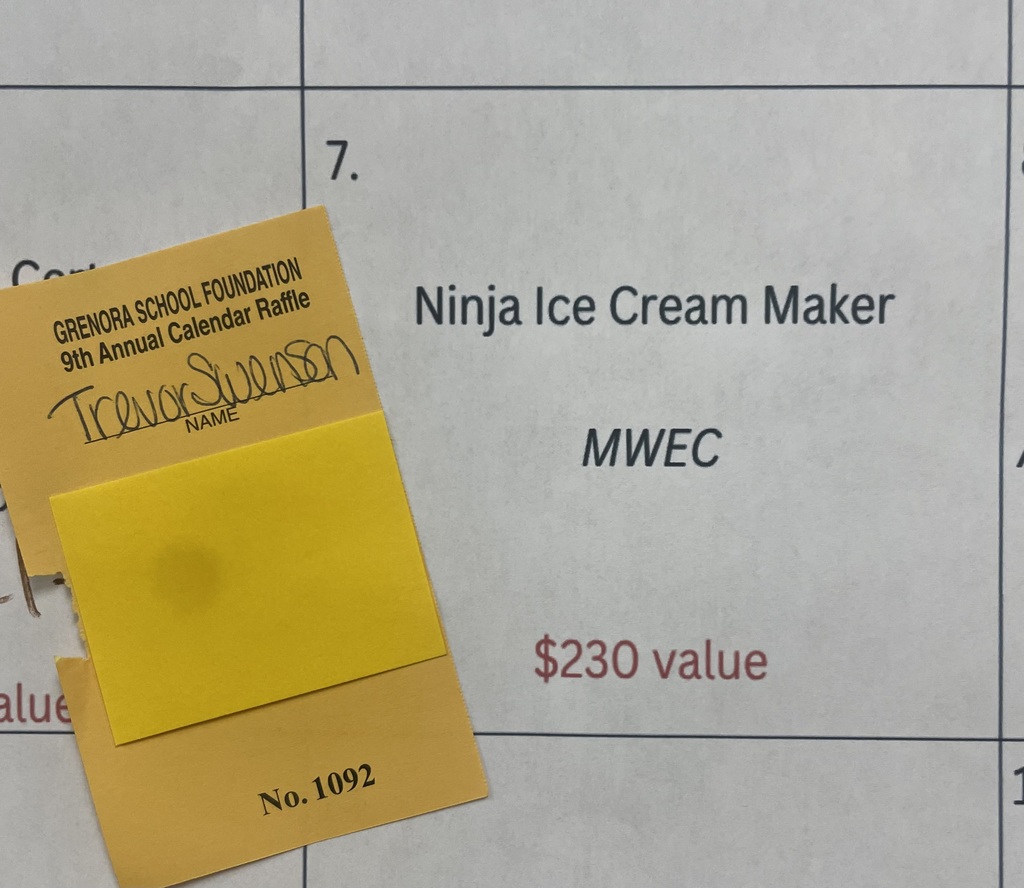 7.
GRENORA SCHOOL FOUNDATION
9th Annual Calendar Raffle
Trevor Swenson
NAME
No. 1092
Ninja Ice Cream Maker
MWEC
$230 value